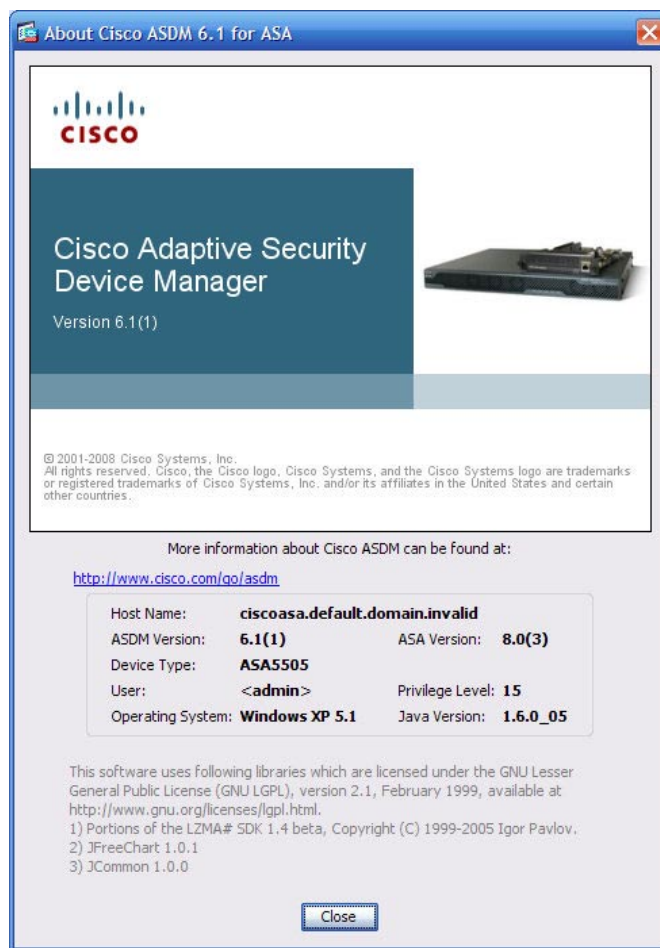 About Cisco ASDM 6.1 for ASA
CISCO
Cisco Adaptive Security
Device Manager
Version 6.1(1)
© 2001-2008 Cisco Systems, Inc.
All rights reserved. Cisco, the Cisco logo, Cisco Systems, and the Cisco Systems logo are trademarks
or registered trademarks of Cisco Systems, Inc. and/or its affiliates in the United States and certain
other countries.
More information about Cisco ASDM can be found at:
http://www.cisco.com/go/asdm
Host Name: ciscoasa.default.domain.invalid
ASDM Version: 6.1(1) ASA Version: 8.0(3)
Device Type: ASA5505
User: <admin> Privilege Level: 15
Operating System: Windows XP 5.1 Java Version: 1.6.0_05
This software uses following libraries which are licensed under the GNU Lesser
General Public License (GNU LGPL), version 2.1, February 1999, available at
http://www.gnu.org/licenses/lgpl.html.
1) Portions of the LZMA# SDK 1.4 beta, Copyright (C) 1999-2005 Igor Pavlov.
2) JFreeChart 1.0.1
3) JCommon 1.0.0
Close